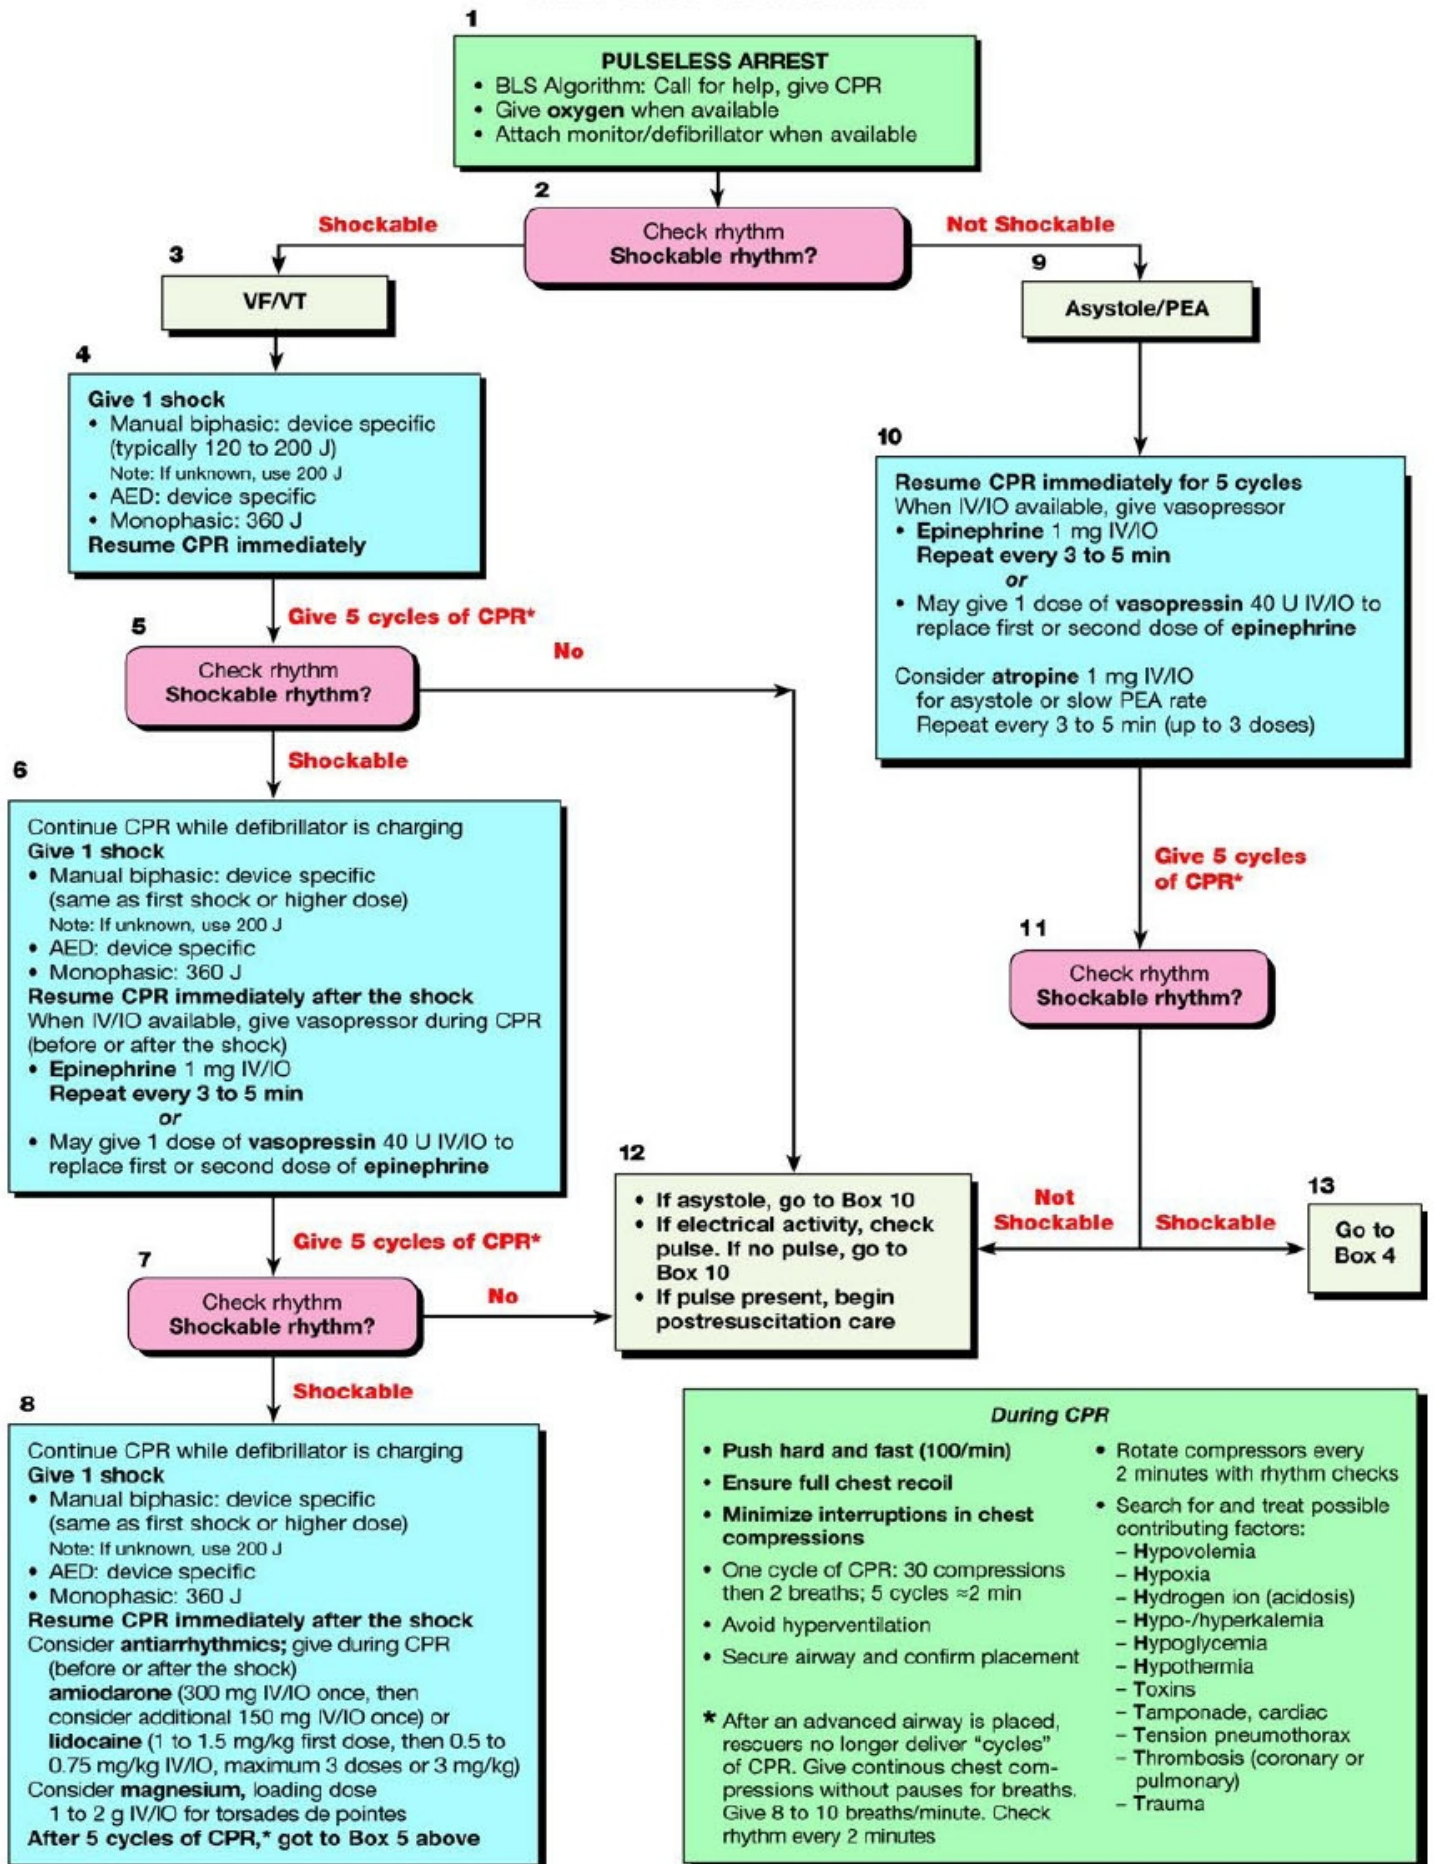 1
PULSELESS ARREST
• BLS Algorithm: Call for help, give CPR
• Give oxygen when available
• Attach monitor/defibrillator when available
2
Check rhythm
Shockable rhythm?
Shockable
Not Shockable
3
VF/VT
9
Asystole/PEA
4
Give 1 shock
• Manual biphasic: device specific
(typically 120 to 200 J)
Note: If unknown, use 200 J
• AED: device specific
• Monophasic: 360 J
Resume CPR immediately
10
Resume CPR immediately for 5 cycles
When IV/IO available, give vasopressor
• Epinephrine 1 mg IV/IO
Repeat every 3 to 5 min
or
• May give 1 dose of vasopressin 40 U IV/IO to
replace first or second dose of epinephrine
Consider atropine 1 mg IV/IO
for asystole or slow PEA rate
Repeat every 3 to 5 min (up to 3 doses)
Give 5 cycles of CPR*
5
Check rhythm
Shockable rhythm?
No
Shockable
6
Continue CPR while defibrillator is charging
Give 1 shock
• Manual biphasic: device specific
(same as first shock or higher dose)
Note: If unknown, use 200 J
• AED: device specific
• Monophasic: 360 J
Resume CPR immediately after the shock
When IV/IO available, give vasopressor during CPR
(before or after the shock)
• Epinephrine 1 mg IV/IO
Repeat every 3 to 5 min
or
• May give 1 dose of vasopressin 40 U IV/IO to
replace first or second dose of epinephrine
Give 5 cycles
of CPR*
11
Check rhythm
Shockable rhythm?
Not
Shockable
Shockable
12
• If asystole, go to Box 10
• If electrical activity, check
pulse. If no pulse, go to
Box 10
• If pulse present, begin
postresuscitation care
13
Go to
Box 4
Give 5 cycles of CPR*
7
Check rhythm
Shockable rhythm?
No
Shockable
8
Continue CPR while defibrillator is charging
Give 1 shock
• Manual biphasic: device specific
(same as first shock or higher dose)
Note: If unknown, use 200 J
• AED: device specific
• Monophasic: 360 J
Resume CPR immediately after the shock
Consider antiarrhythmics; give during CPR
(before or after the shock)
amiodarone (300 mg IV/IO once, then
consider additional 150 mg IV/IO once) or
lidocaine (1 to 1.5 mg/kg first dose, then 0.5 to
0.75 mg/kg IV/IO, maximum 3 doses or 3 mg/kg)
Consider magnesium, loading dose
1 to 2 g IV/IO for torsades de pointes
After 5 cycles of CPR,* got to Box 5 above
During CPR
• Push hard and fast (100/min)
• Ensure full chest recoil
• Minimize interruptions in chest
compressions
• One cycle of CPR: 30 compressions
then 2 breaths; 5 cycles ≈2 min
• Avoid hyperventilation
• Secure airway and confirm placement
* After an advanced airway is placed,
rescuers no longer deliver “cycles”
of CPR. Give continous chest com-
pressions without pauses for breaths.
Give 8 to 10 breaths/minute. Check
rhythm every 2 minutes
• Rotate compressors every
2 minutes with rhythm checks
• Search for and treat possible
contributing factors:
– Hypovolemia
– Hypoxia
– Hydrogen ion (acidosis)
– Hypo-/hyperkalemia
– Hypoglycemia
– Hypothermia
– Toxins
– Tamponade, cardiac
– Tension pneumothorax
– Thrombosis (coronary or
pulmonary)
– Trauma